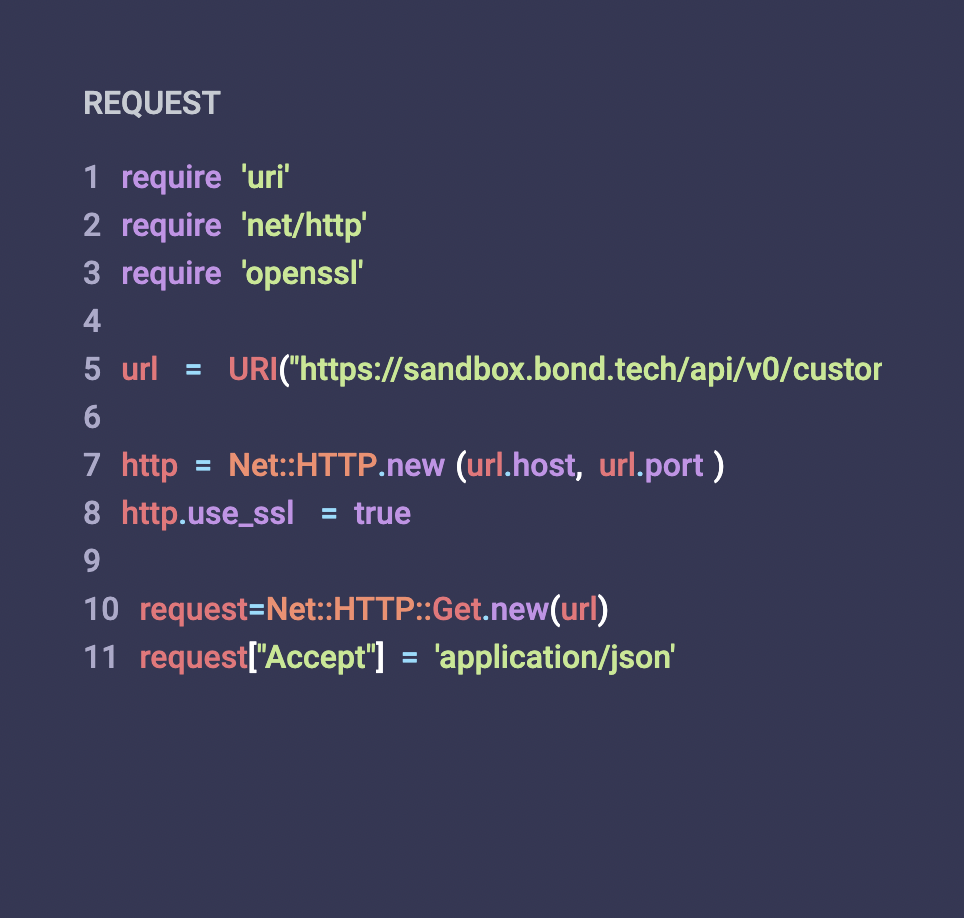 REQUEST
1 require 'uri'
2 require 'net/http'
3 require 'openssl'
4
5 url = URI("https://sandbox.bond.tech/api/v0/custor
6
7 http = Net::HTTP.new (url.host, url.port )
8 http.use_ssl = true
9
10 request=Net::HTTP::Get.new(url)
11 request["Accept"] = 'application/json'